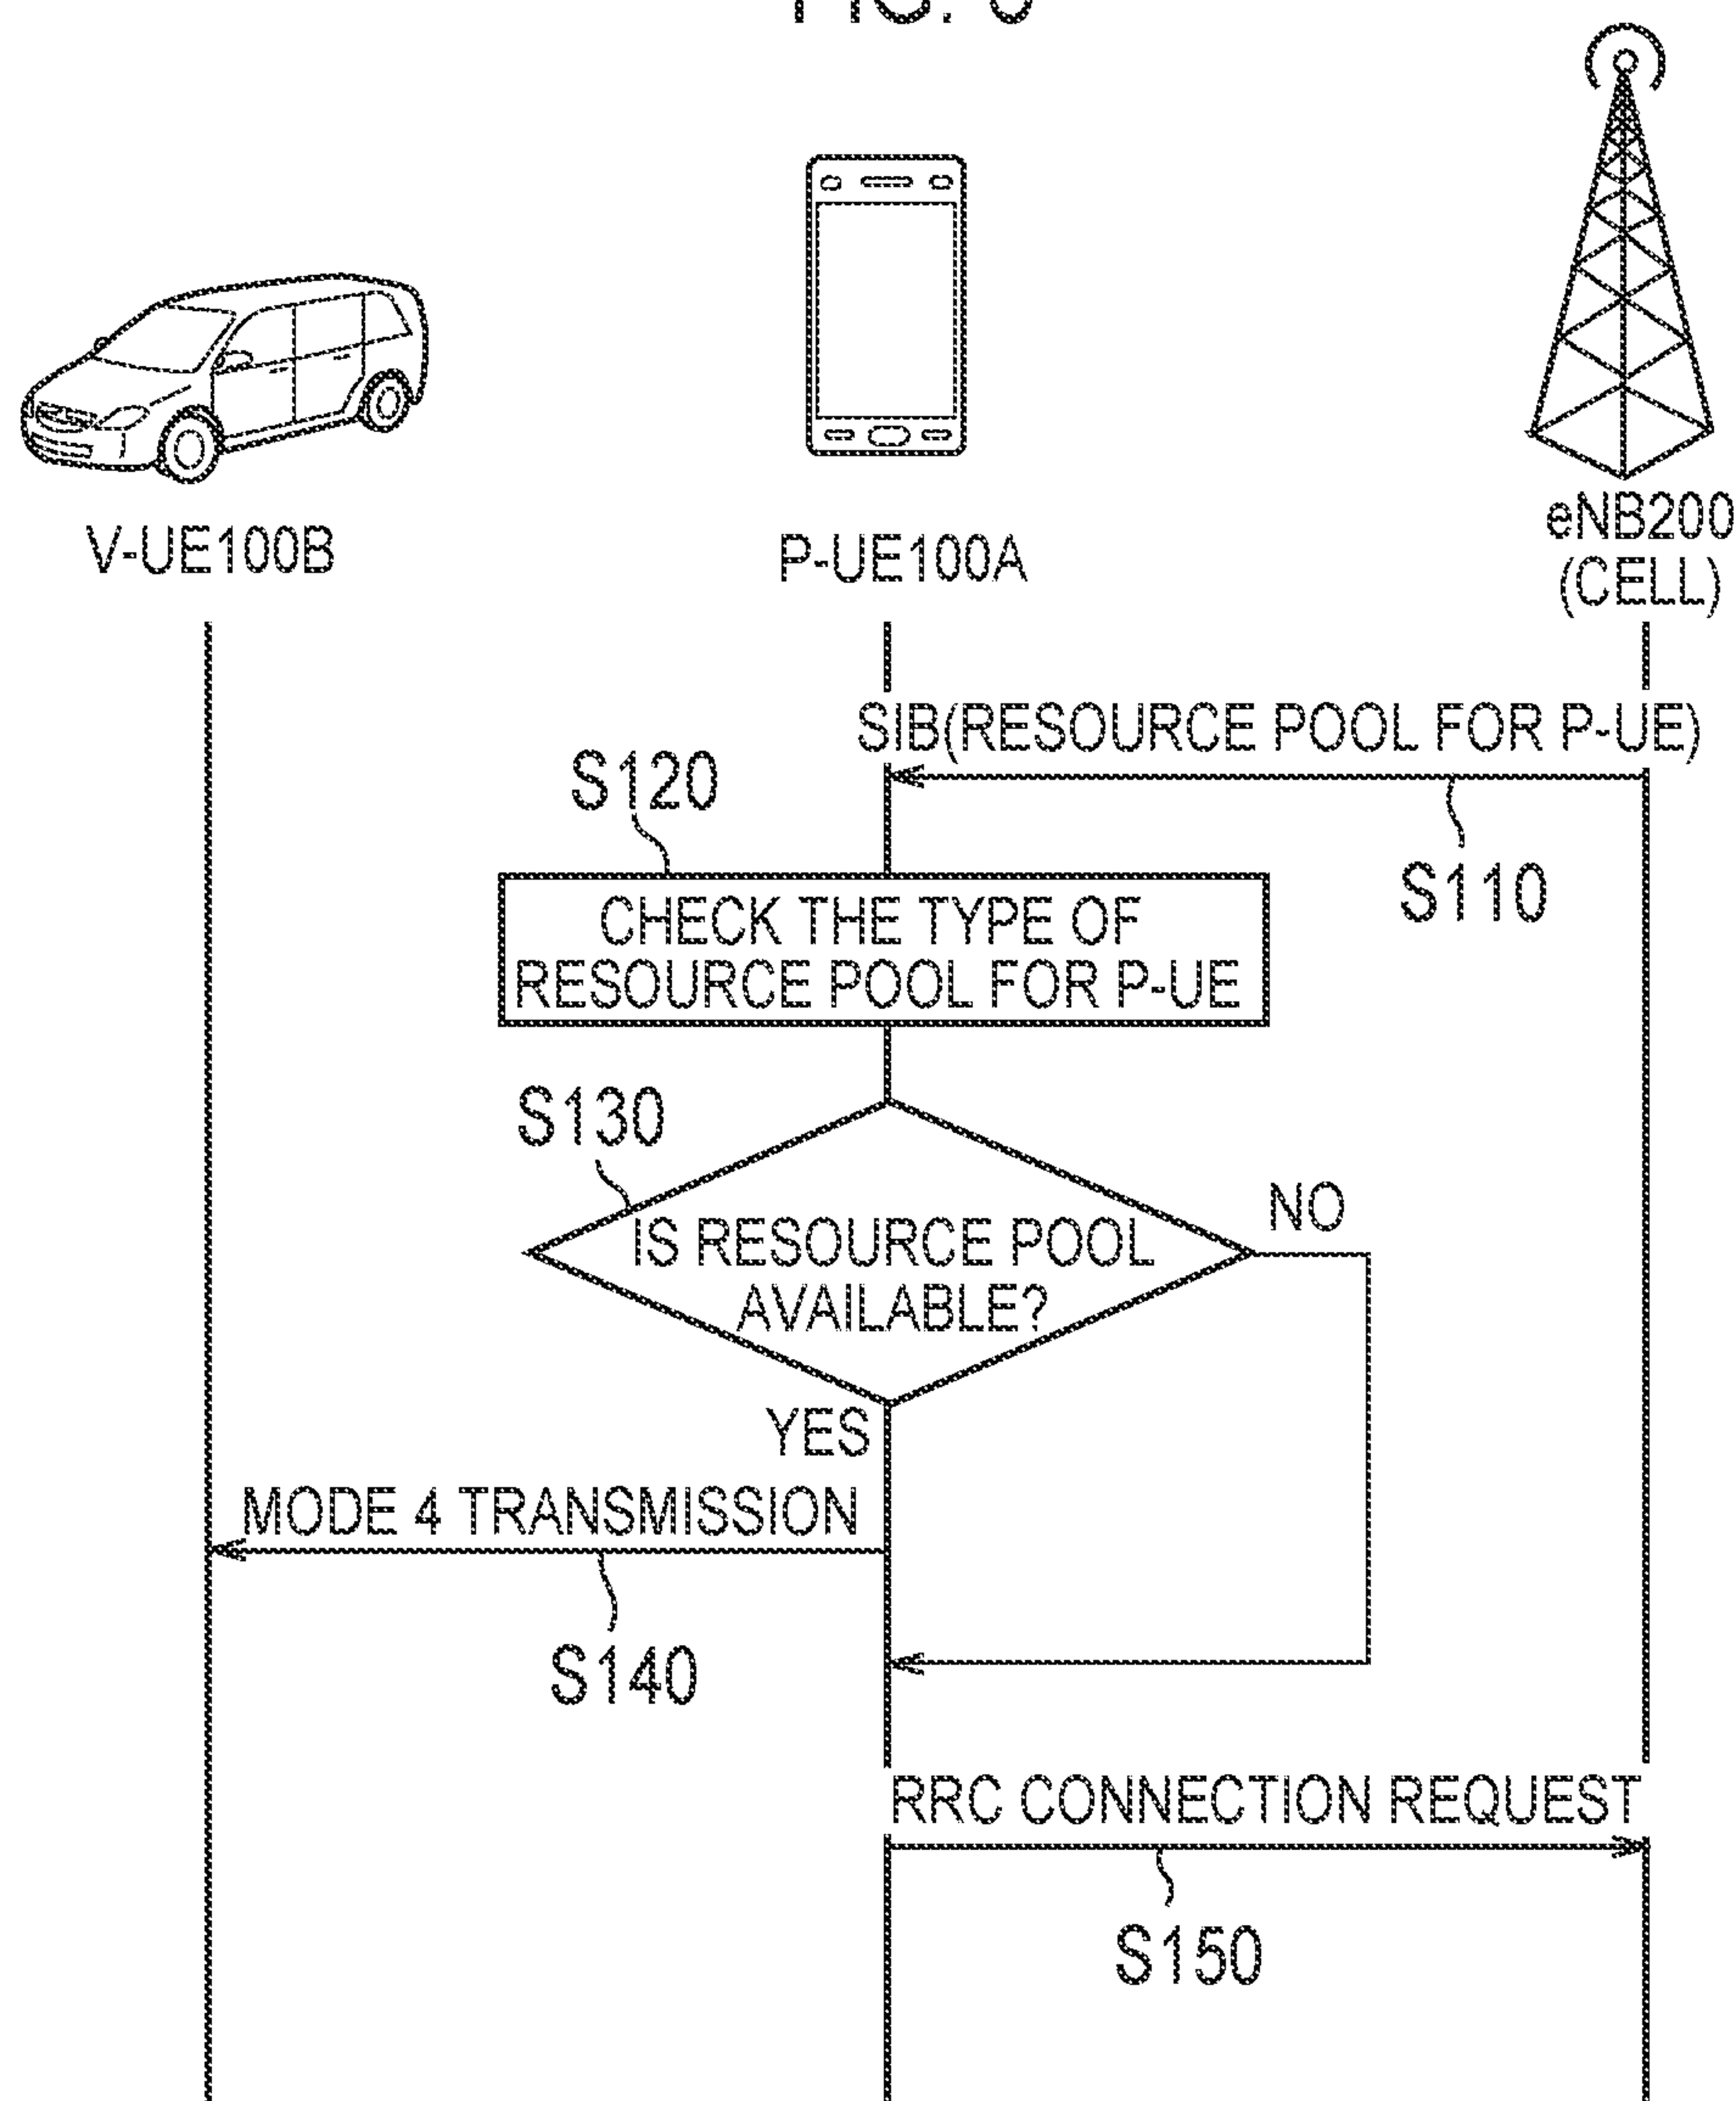 V-UE100B
P-UE100A
eNB200
(CELL)
SIB(RESOURCE POOL FOR P-UE)
S110
S120
CHECK THE TYPE OF
RESOURCE POOL FOR P-UE
S130
IS RESOURCE POOL
AVAILABLE?
NO
YES
MODE 4 TRANSMISSION
S140
RRC CONNECTION REQUEST
S150